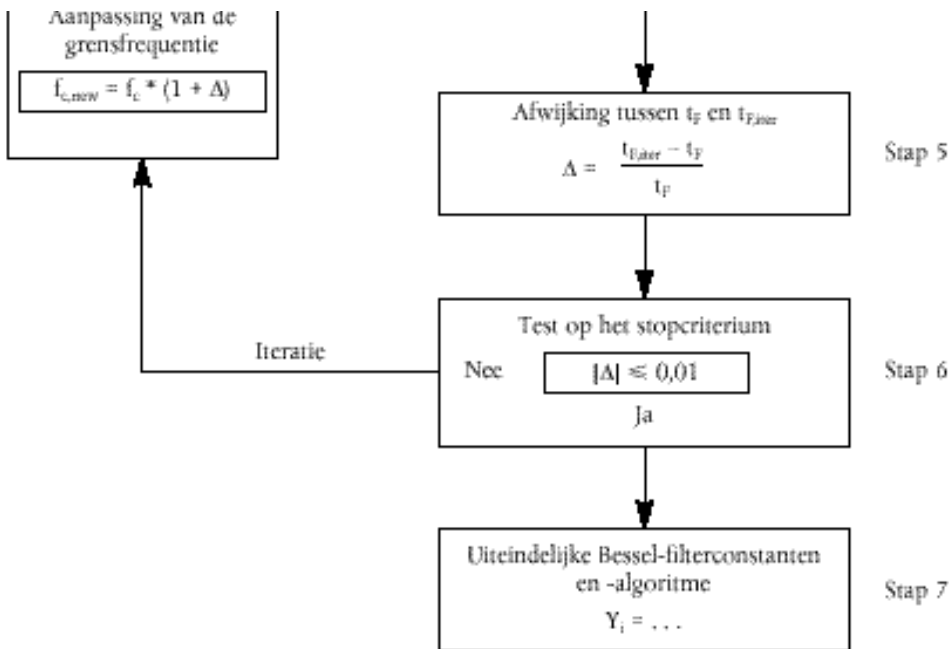 Aanpassing van de
grensfrequentie
f_c,new = f_c * (1 + Δ)
Afwijking tussen t_F en t_F,iter
Δ = (t_F,iter − t_F) / t_F
Stap 5
Test op het stopcriterium
Iteratie
Nee
|Δ| ⩽ 0,01
Stap 6
Ja
Uiteindelijke Bessel-filterconstanten
en -algoritme
Y_i = . . .
Stap 7